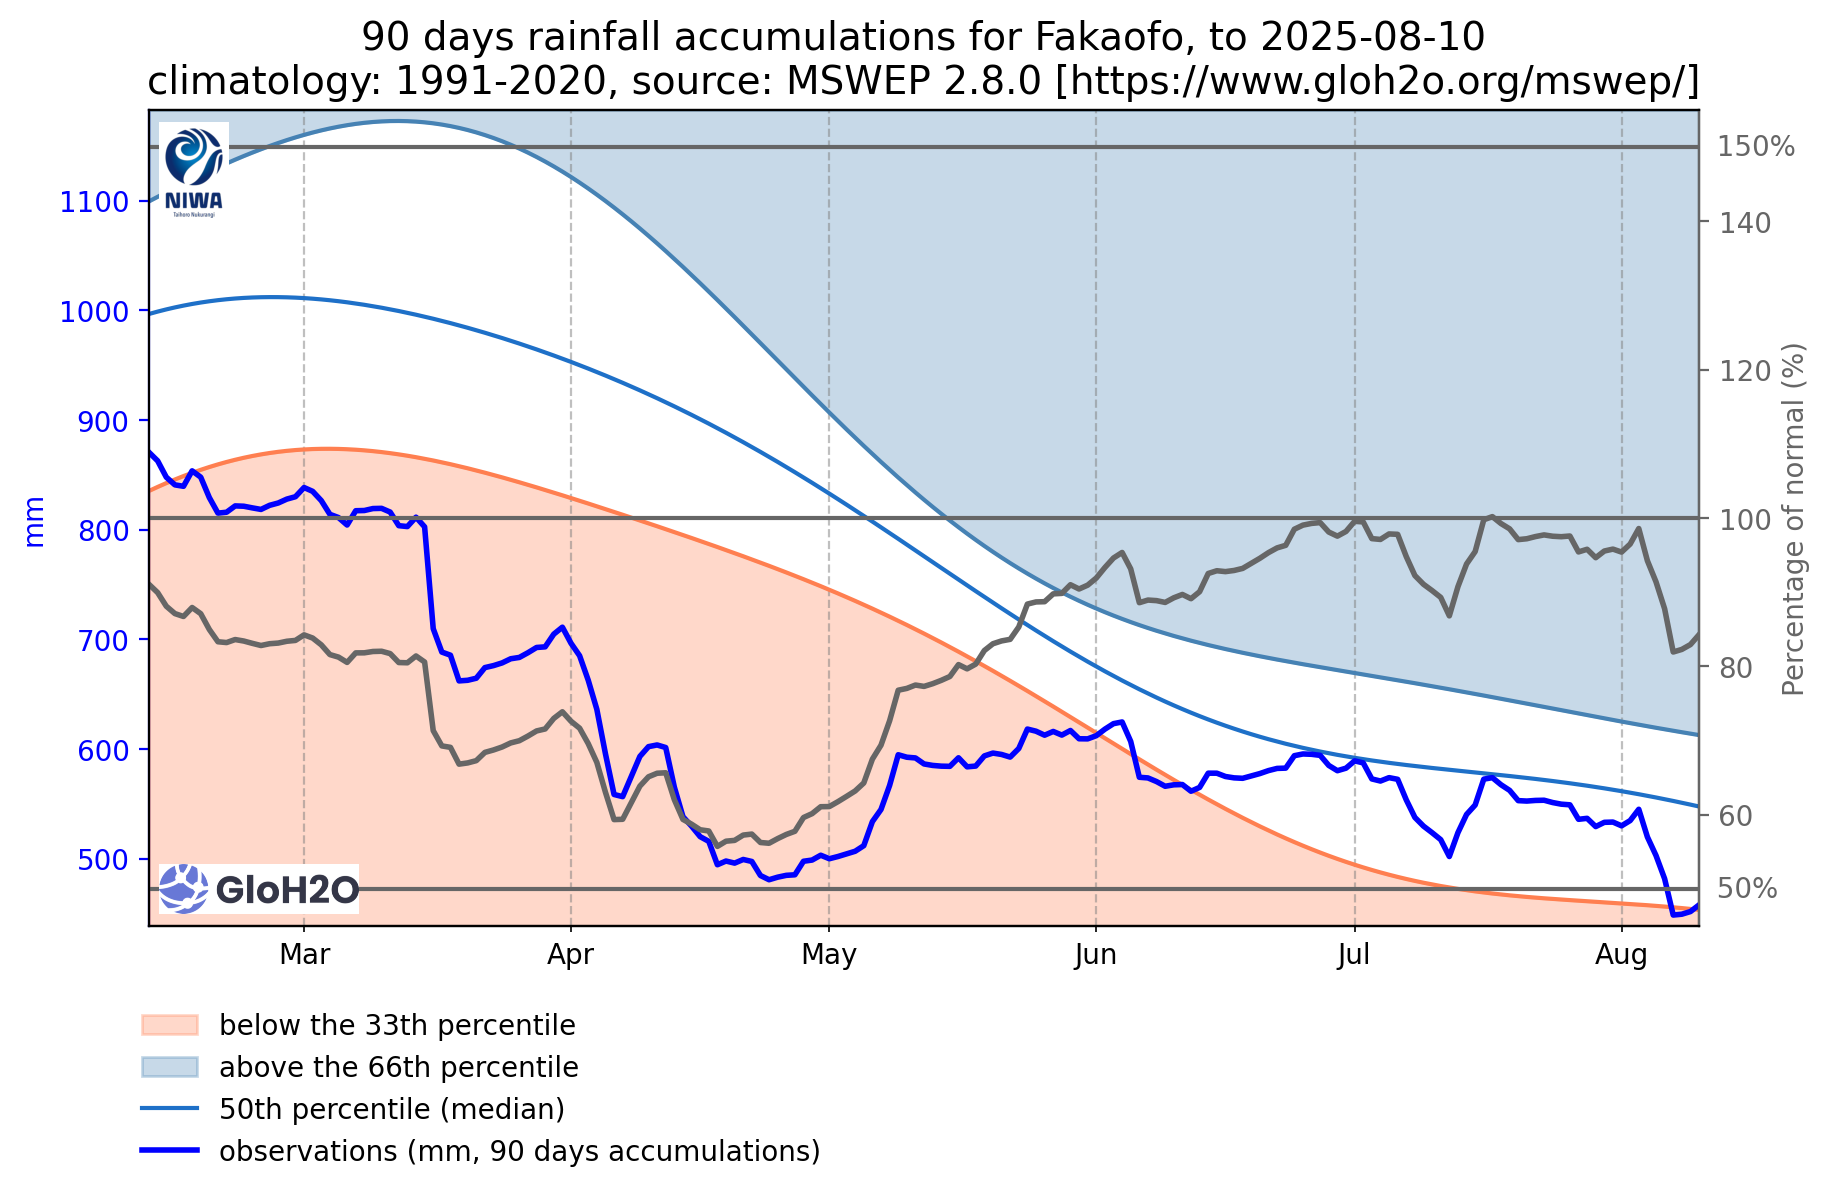 90 days rainfall accumulations for Fakaofo, to 2025-08-10
climatology: 1991-2020, source: MSWEP 2.8.0 [https://www.gloh2o.org/mswep/]
NIWA
Taihoro Nukurangi
1100
1000
900
800
700
600
500
mm
150%
140
120
100
80
60
50%
Percentage of normal (%)
GloH2O
Mar
Apr
May
Jun
Jul
Aug
below the 33th percentile
above the 66th percentile
50th percentile (median)
observations (mm, 90 days accumulations)